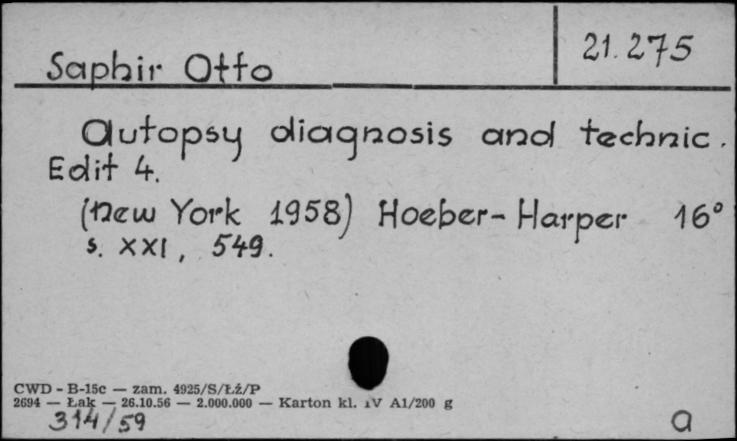 21.275
Saphir Otto
Autopsy diagnosis and technic.
Edit 4.
(New York 1958) Hoeber-Harper 16°
s. XXI, 549.
CWD - B-15c — zam. 4925/S/Łź/P
2694 — Łak — 26.10.56 — 2.000.000 — Karton kl. IV A1/200 g
314/59
a